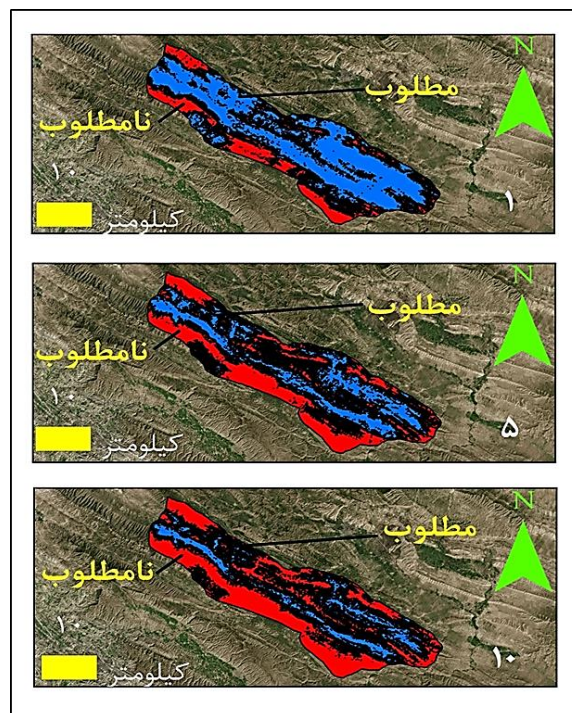 N
مطلوب
نامطلوب
۱۰
کیلومتر
۱
N
مطلوب
نامطلوب
۱۰
کیلومتر
۵
N
مطلوب
نامطلوب
۱۰
کیلومتر
۱۰